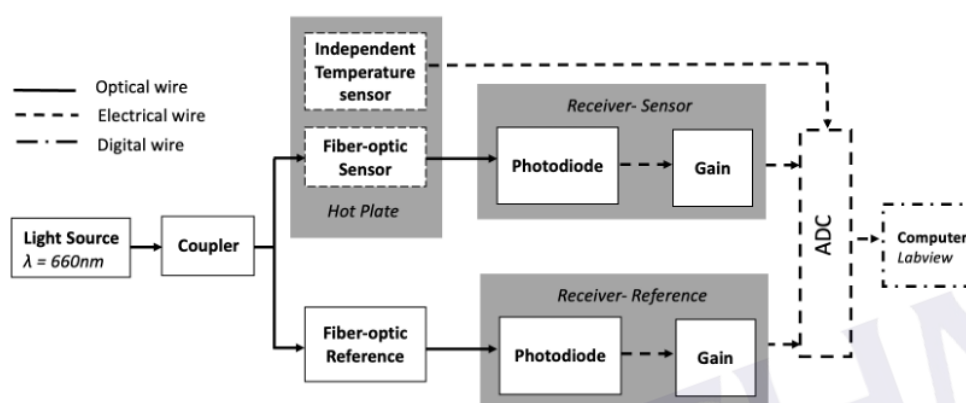 Optical wire
Electrical wire
Digital wire
Independent
Temperature
sensor
Fiber-optic
Sensor
Hot Plate
Receiver- Sensor
Photodiode
Gain
Light Source
λ = 660nm
Coupler
Fiber-optic
Reference
Receiver- Reference
Photodiode
Gain
ADC
Computer
Labview